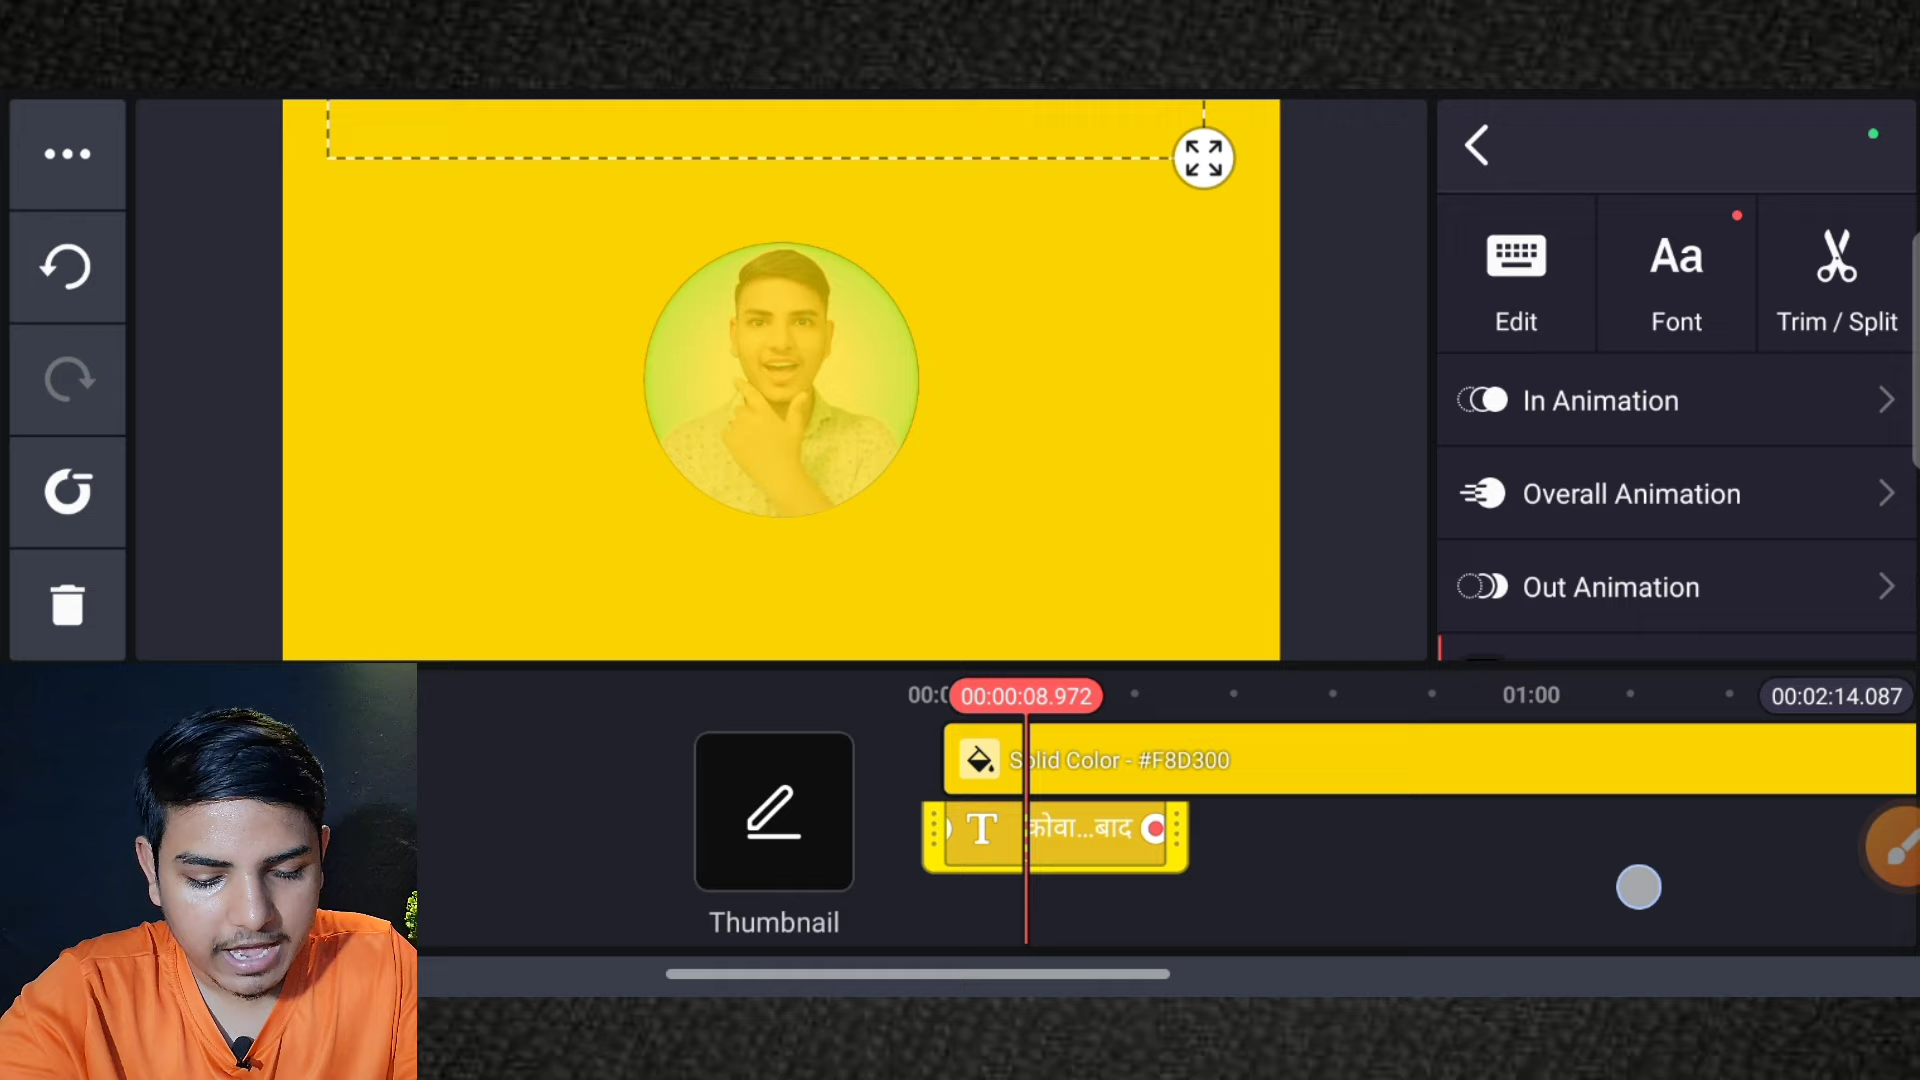 Edit
Aa
Font
Trim / Split
In Animation
Overall Animation
Out Animation
00:00:08.972
01:00
00:02:14.087
Solid Color - #F8D300
T
कोवा...बाद
Thumbnail